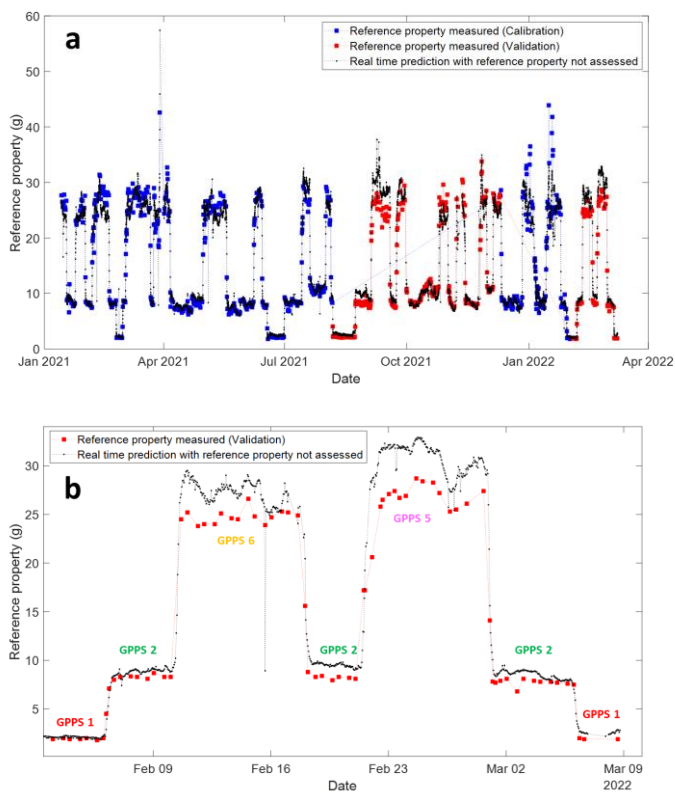 a
Reference property measured (Calibration)
Reference property measured (Validation)
Real time prediction with reference property not assessed
60
50
40
30
20
10
0
Reference property (g)
Jan 2021
Apr 2021
Jul 2021
Oct 2021
Jan 2022
Apr 2022
Date
Reference property measured (Validation)
Real time prediction with reference property not assessed
b
30
25
20
15
10
5
Reference property (g)
GPPS 1
GPPS 2
GPPS 6
GPPS 2
GPPS 5
GPPS 2
GPPS 1
Feb 09
Feb 16
Feb 23
Mar 02
Mar 09
2022
Date